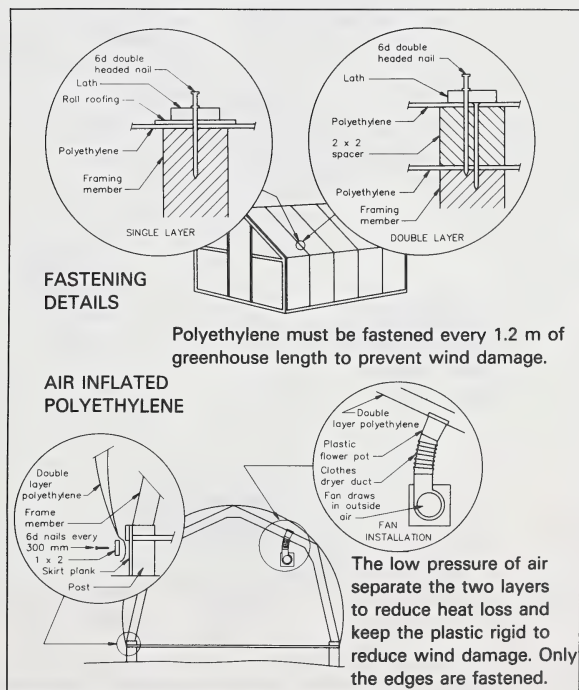 6d double
headed nail
Lath
Roll roofing
Polyethylene
Framing
member
SINGLE LAYER
6d double
headed nail
Lath
Polyethylene
2 x 2
spacer
Polyethylene
Framing
member
DOUBLE LAYER
FASTENING
DETAILS
Polyethylene must be fastened every 1.2 m of
greenhouse length to prevent wind damage.
AIR INFLATED
POLYETHYLENE
Double
layer
polyethylene
Frame
member
6d nails every
300 mm
1 x 2
Skirt plank
Post
Double
layer polyethylene
Plastic
flower pot
Clothes
dryer duct
Fan draws
in outside
air
FAN
INSTALLATION
The low pressure of air
separate the two layers
to reduce heat loss and
keep the plastic rigid to
reduce wind damage. Only
the edges are fastened.